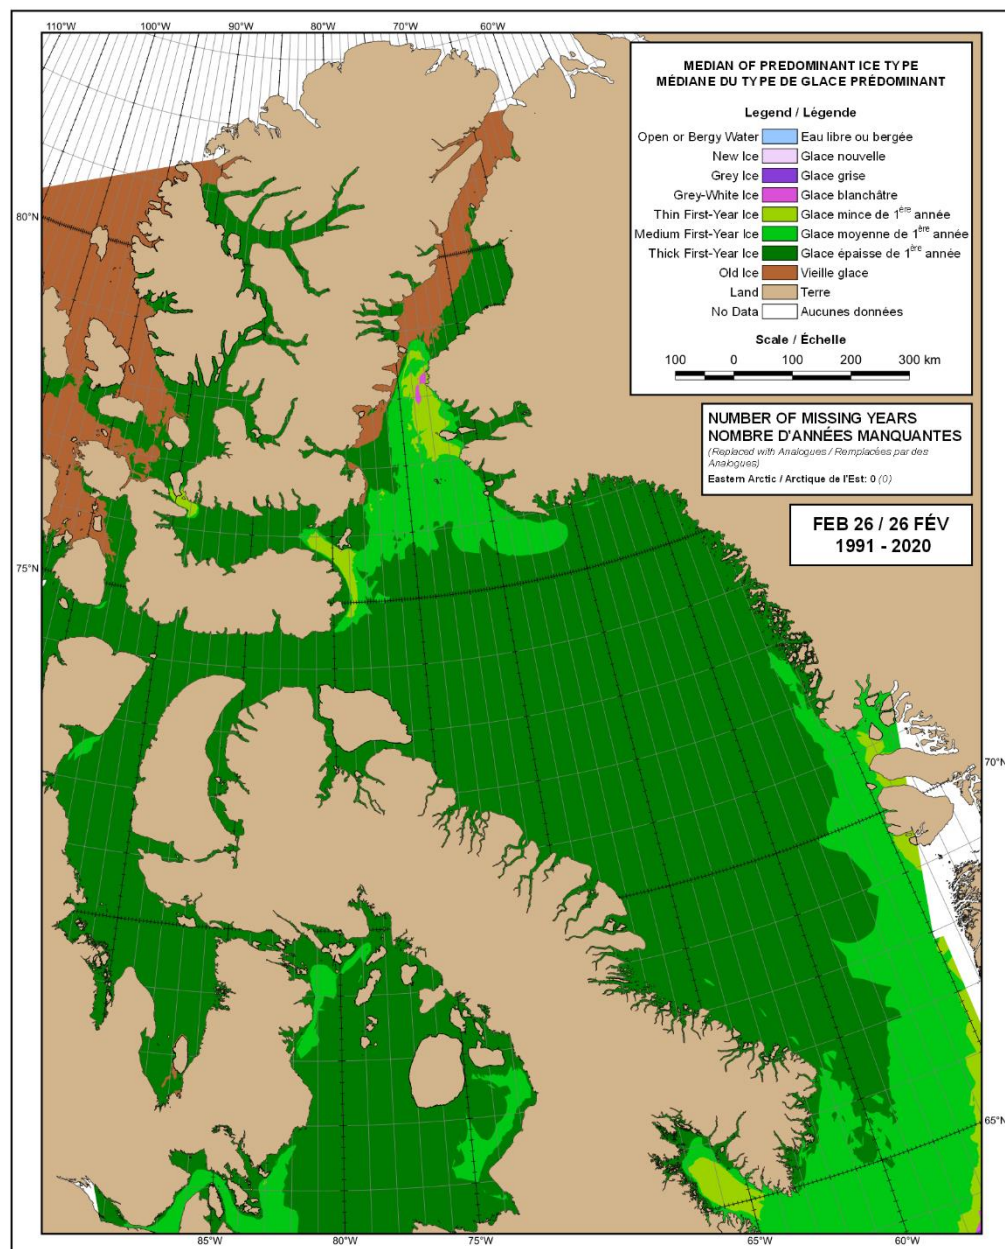 110°W 100°W 90°W 80°W 70°W 60°W
MEDIAN OF PREDOMINANT ICE TYPE
MÉDIANE DU TYPE DE GLACE PRÉDOMINANT
Legend / Légende
Open or Bergy Water Eau libre ou bergée
New Ice Glace nouvelle
Grey Ice Glace grise
Grey-White Ice Glace blanchâtre
Thin First-Year Ice Glace mince de 1ère année
Medium First-Year Ice Glace moyenne de 1ère année
Thick First-Year Ice Glace épaisse de 1ère année
Old Ice Vieille glace
Land Terre
No Data Aucunes données
Scale / Échelle
100 0 100 200 300 km
80°N
NUMBER OF MISSING YEARS
NOMBRE D'ANNÉES MANQUANTES
(Replaced with Analogues / Remplacées par des
Analogues)
Eastern Arctic / Arctique de l'Est: 0 (0)
FEB 26 / 26 FÉV
1991 - 2020
75°N
70°N
65°N
85°W 80°W 75°W 65°W 60°W